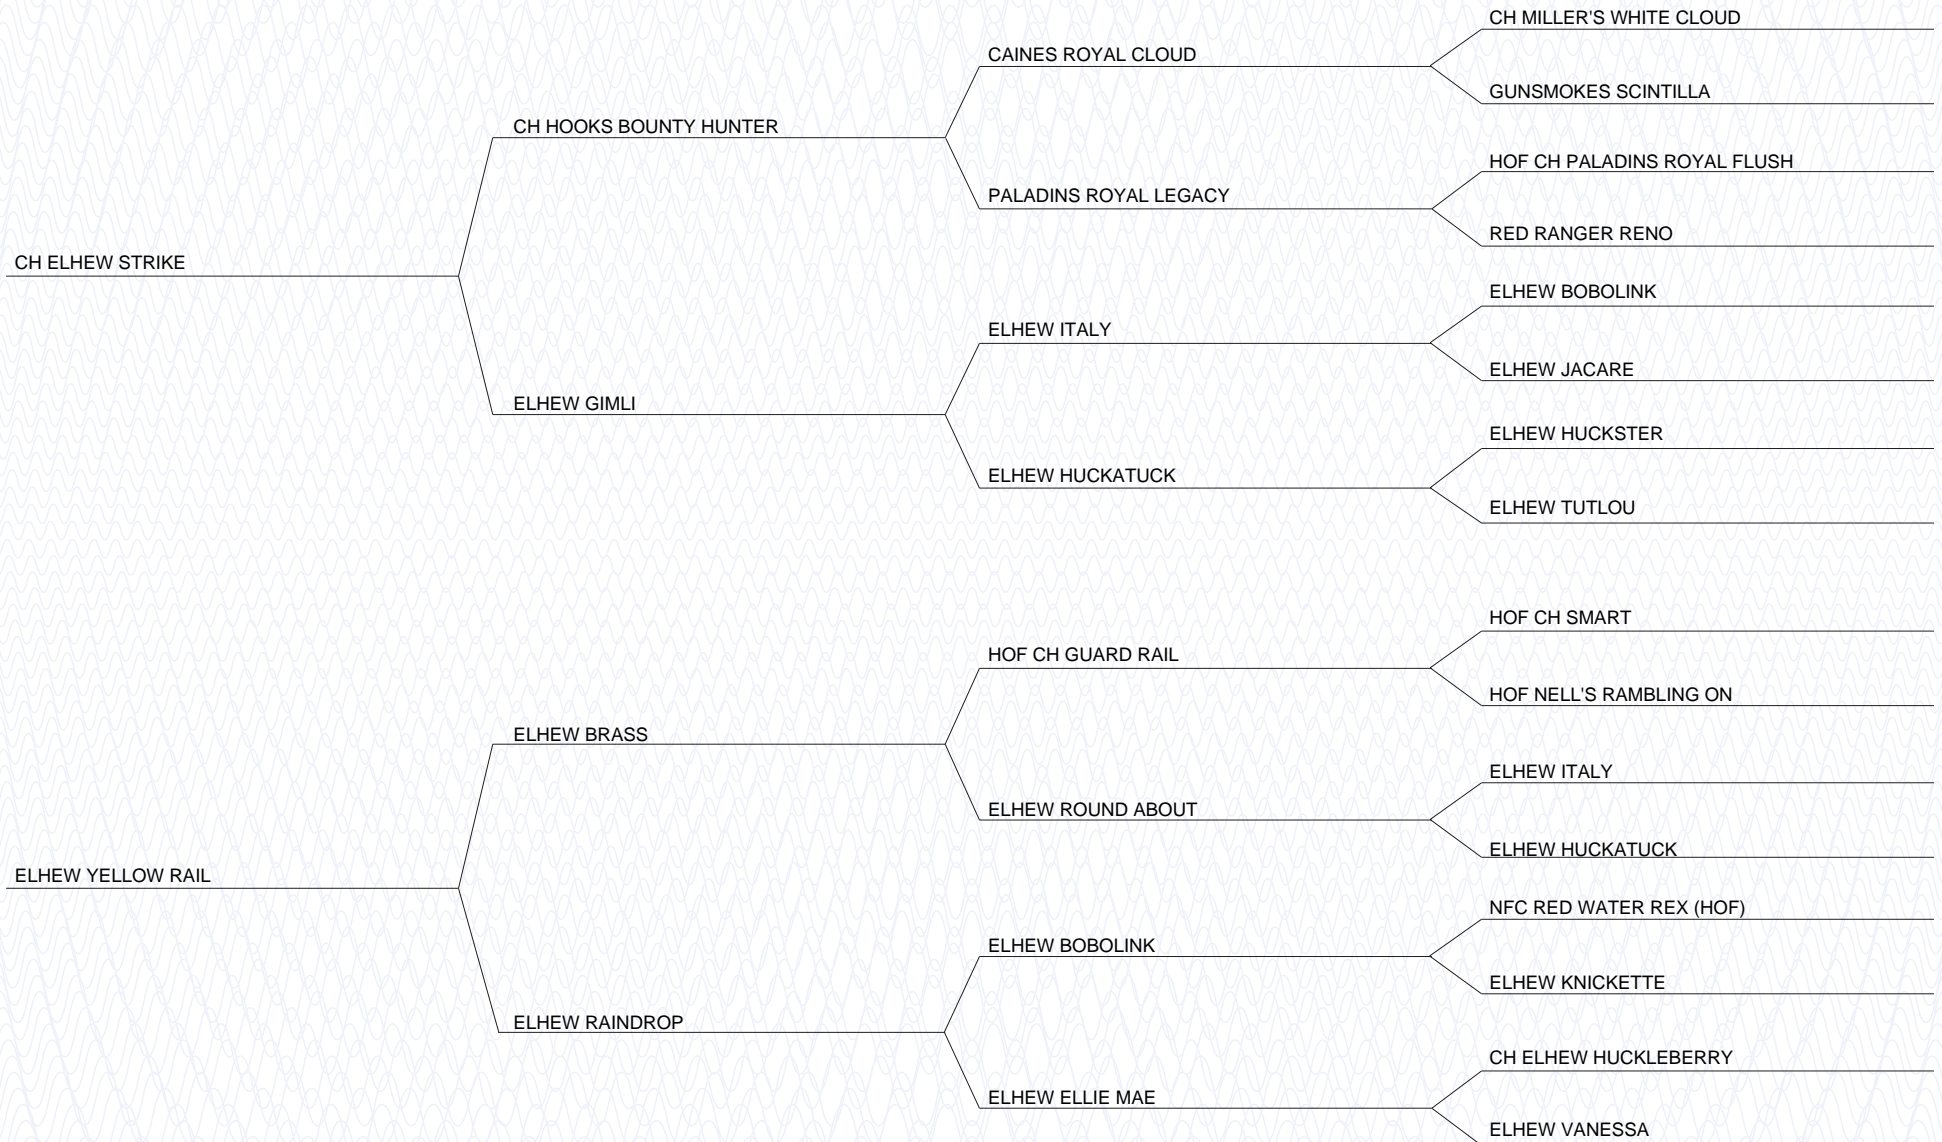 CH ELHEW STRIKE
CH HOOKS BOUNTY HUNTER
CAINES ROYAL CLOUD
CH MILLER'S WHITE CLOUD
GUNSMOKES SCINTILLA
PALADINS ROYAL LEGACY
HOF CH PALADINS ROYAL FLUSH
RED RANGER RENO
ELHEW GIMLI
ELHEW ITALY
ELHEW BOBOLINK
ELHEW JACARE
ELHEW HUCKATUCK
ELHEW HUCKSTER
ELHEW TUTLOU
ELHEW YELLOW RAIL
ELHEW BRASS
HOF CH GUARD RAIL
HOF CH SMART
HOF NELL'S RAMBLING ON
ELHEW ROUND ABOUT
ELHEW ITALY
ELHEW HUCKATUCK
ELHEW RAINDROP
ELHEW BOBOLINK
NFC RED WATER REX (HOF)
ELHEW KNICKETTE
ELHEW ELLIE MAE
CH ELHEW HUCKLEBERRY
ELHEW VANESSA